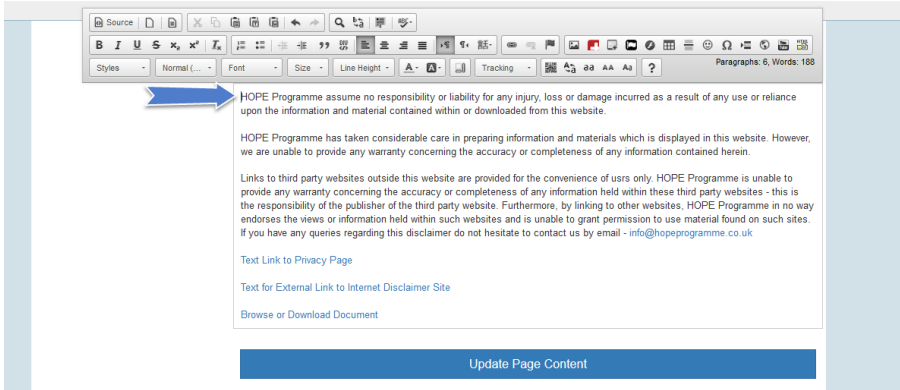 Source
B I U S x₂ x² Tx
Styles Normal (... Font Size Line Height A A Tracking aa AA Aa ? Paragraphs: 6, Words: 188
HOPE Programme assume no responsibility or liability for any injury, loss or damage incurred as a result of any use or reliance
upon the information and material contained within or downloaded from this website.
HOPE Programme has taken considerable care in preparing information and materials which is displayed in this website. However,
we are unable to provide any warranty concerning the accuracy or completeness of any information contained herein.
Links to third party websites outside this website are provided for the convenience of usrs only. HOPE Programme is unable to
provide any warranty concerning the accuracy or completeness of any information held within these third party websites - this is
the responsibility of the publisher of the third party website. Furthermore, by linking to other websites, HOPE Programme in no way
endorses the views or information held within such websites and is unable to grant permission to use material found on such sites.
If you have any queries regarding this disclaimer do not hesitate to contact us by email - info@hopeprogramme.co.uk
Text Link to Privacy Page
Text for External Link to Internet Disclaimer Site
Browse or Download Document
Update Page Content